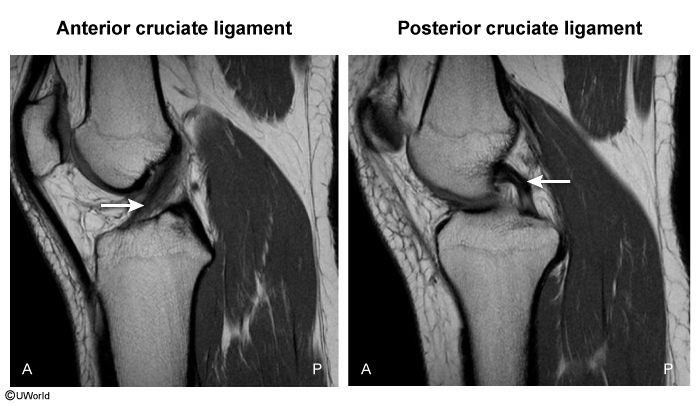 Anterior cruciate ligament
Posterior cruciate ligament
A P
A P
©UWorld